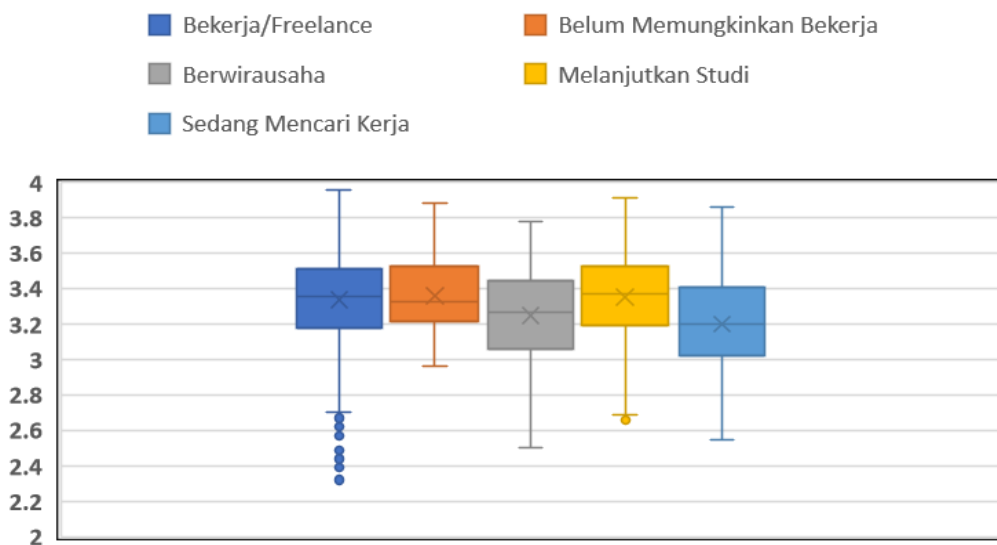 Bekerja/Freelance
Belum Memungkinkan Bekerja
Berwirausaha
Melanjutkan Studi
Sedang Mencari Kerja
4
3.8
3.6
3.4
3.2
3
2.8
2.6
2.4
2.2
2